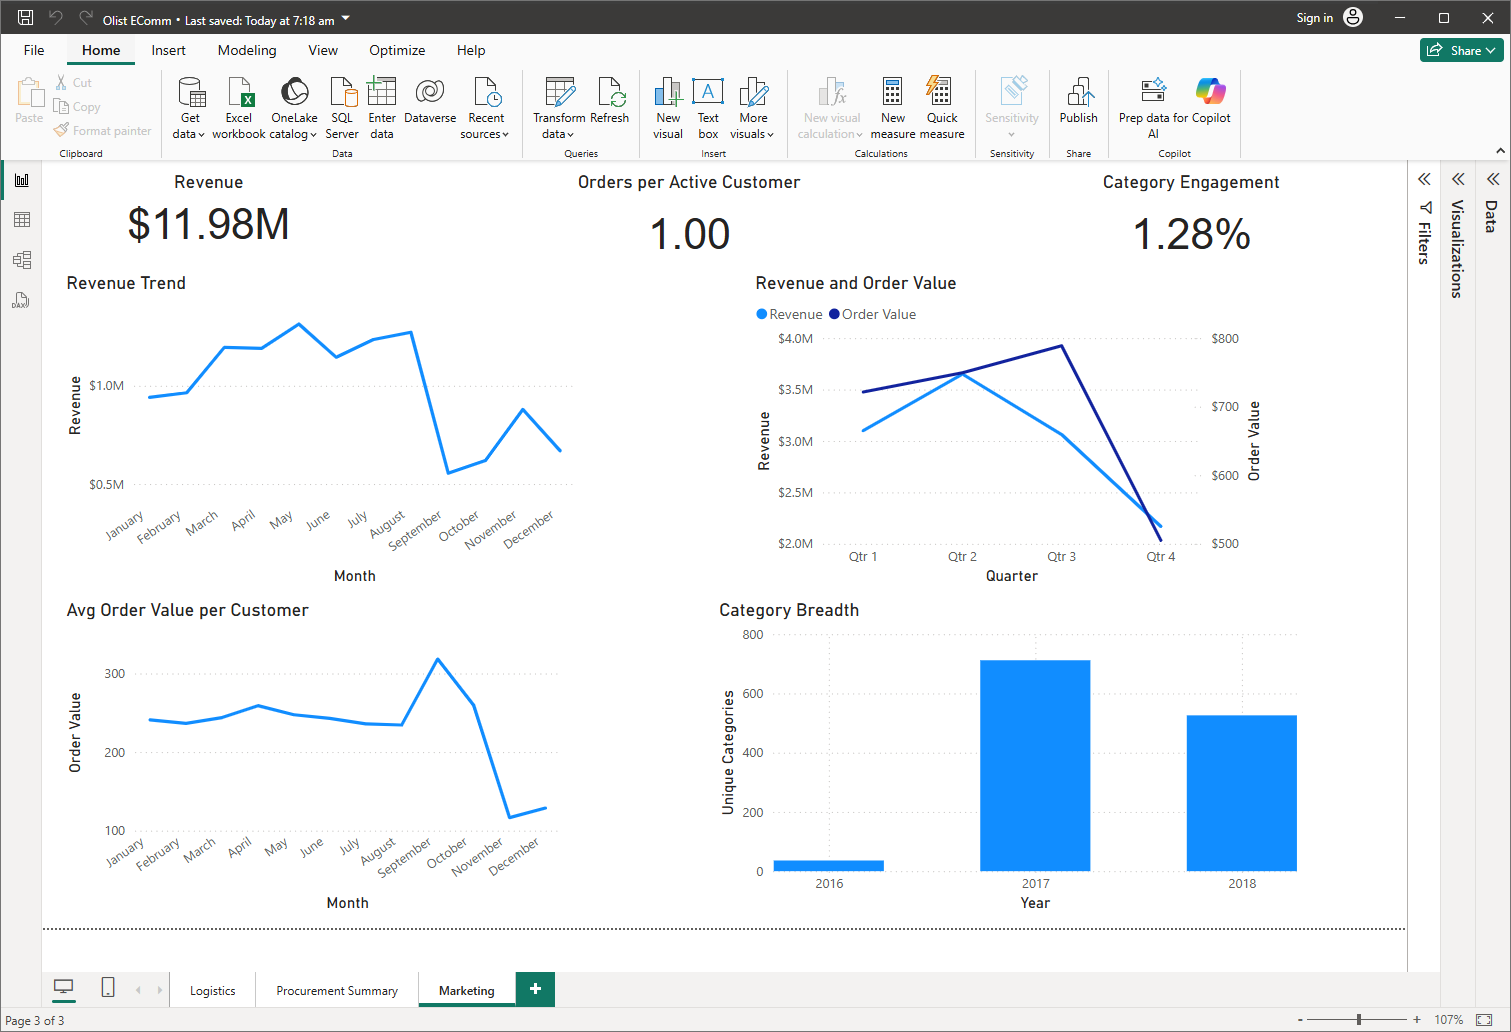 Olist EComm • Last saved: Today at 7:18 am
Sign in
File Home Insert Modeling View Optimize Help
Share
Paste
Cut
Copy
Format painter
Clipboard
Get data
Excel workbook
OneLake catalog
SQL Server
Enter data
Dataverse
Recent sources
Data
Transform data
Refresh
Queries
New visual
Text box
More visuals
Insert
New visual calculation
New measure
Quick measure
Calculations
Sensitivity
Sensitivity
Publish
Share
Prep data for AI
Copilot
Copilot
Revenue
$11.98M
Orders per Active Customer
1.00
Category Engagement
1.28%
Filters
Visualizations
Data
DAX
Revenue Trend
Revenue
$1.0M
$0.5M
January February March April May June July August September October November December
Month
Revenue and Order Value
Revenue Order Value
Revenue
$4.0M
$3.5M
$3.0M
$2.5M
$2.0M
$800
$700
$600
$500
Order Value
Qtr 1 Qtr 2 Qtr 3 Qtr 4
Quarter
Avg Order Value per Customer
Order Value
300
200
100
January February March April May June July August September October November December
Month
Category Breadth
Unique Categories
800
600
400
200
0
2016 2017 2018
Year
Logistics Procurement Summary Marketing +
Page 3 of 3
- + 107%